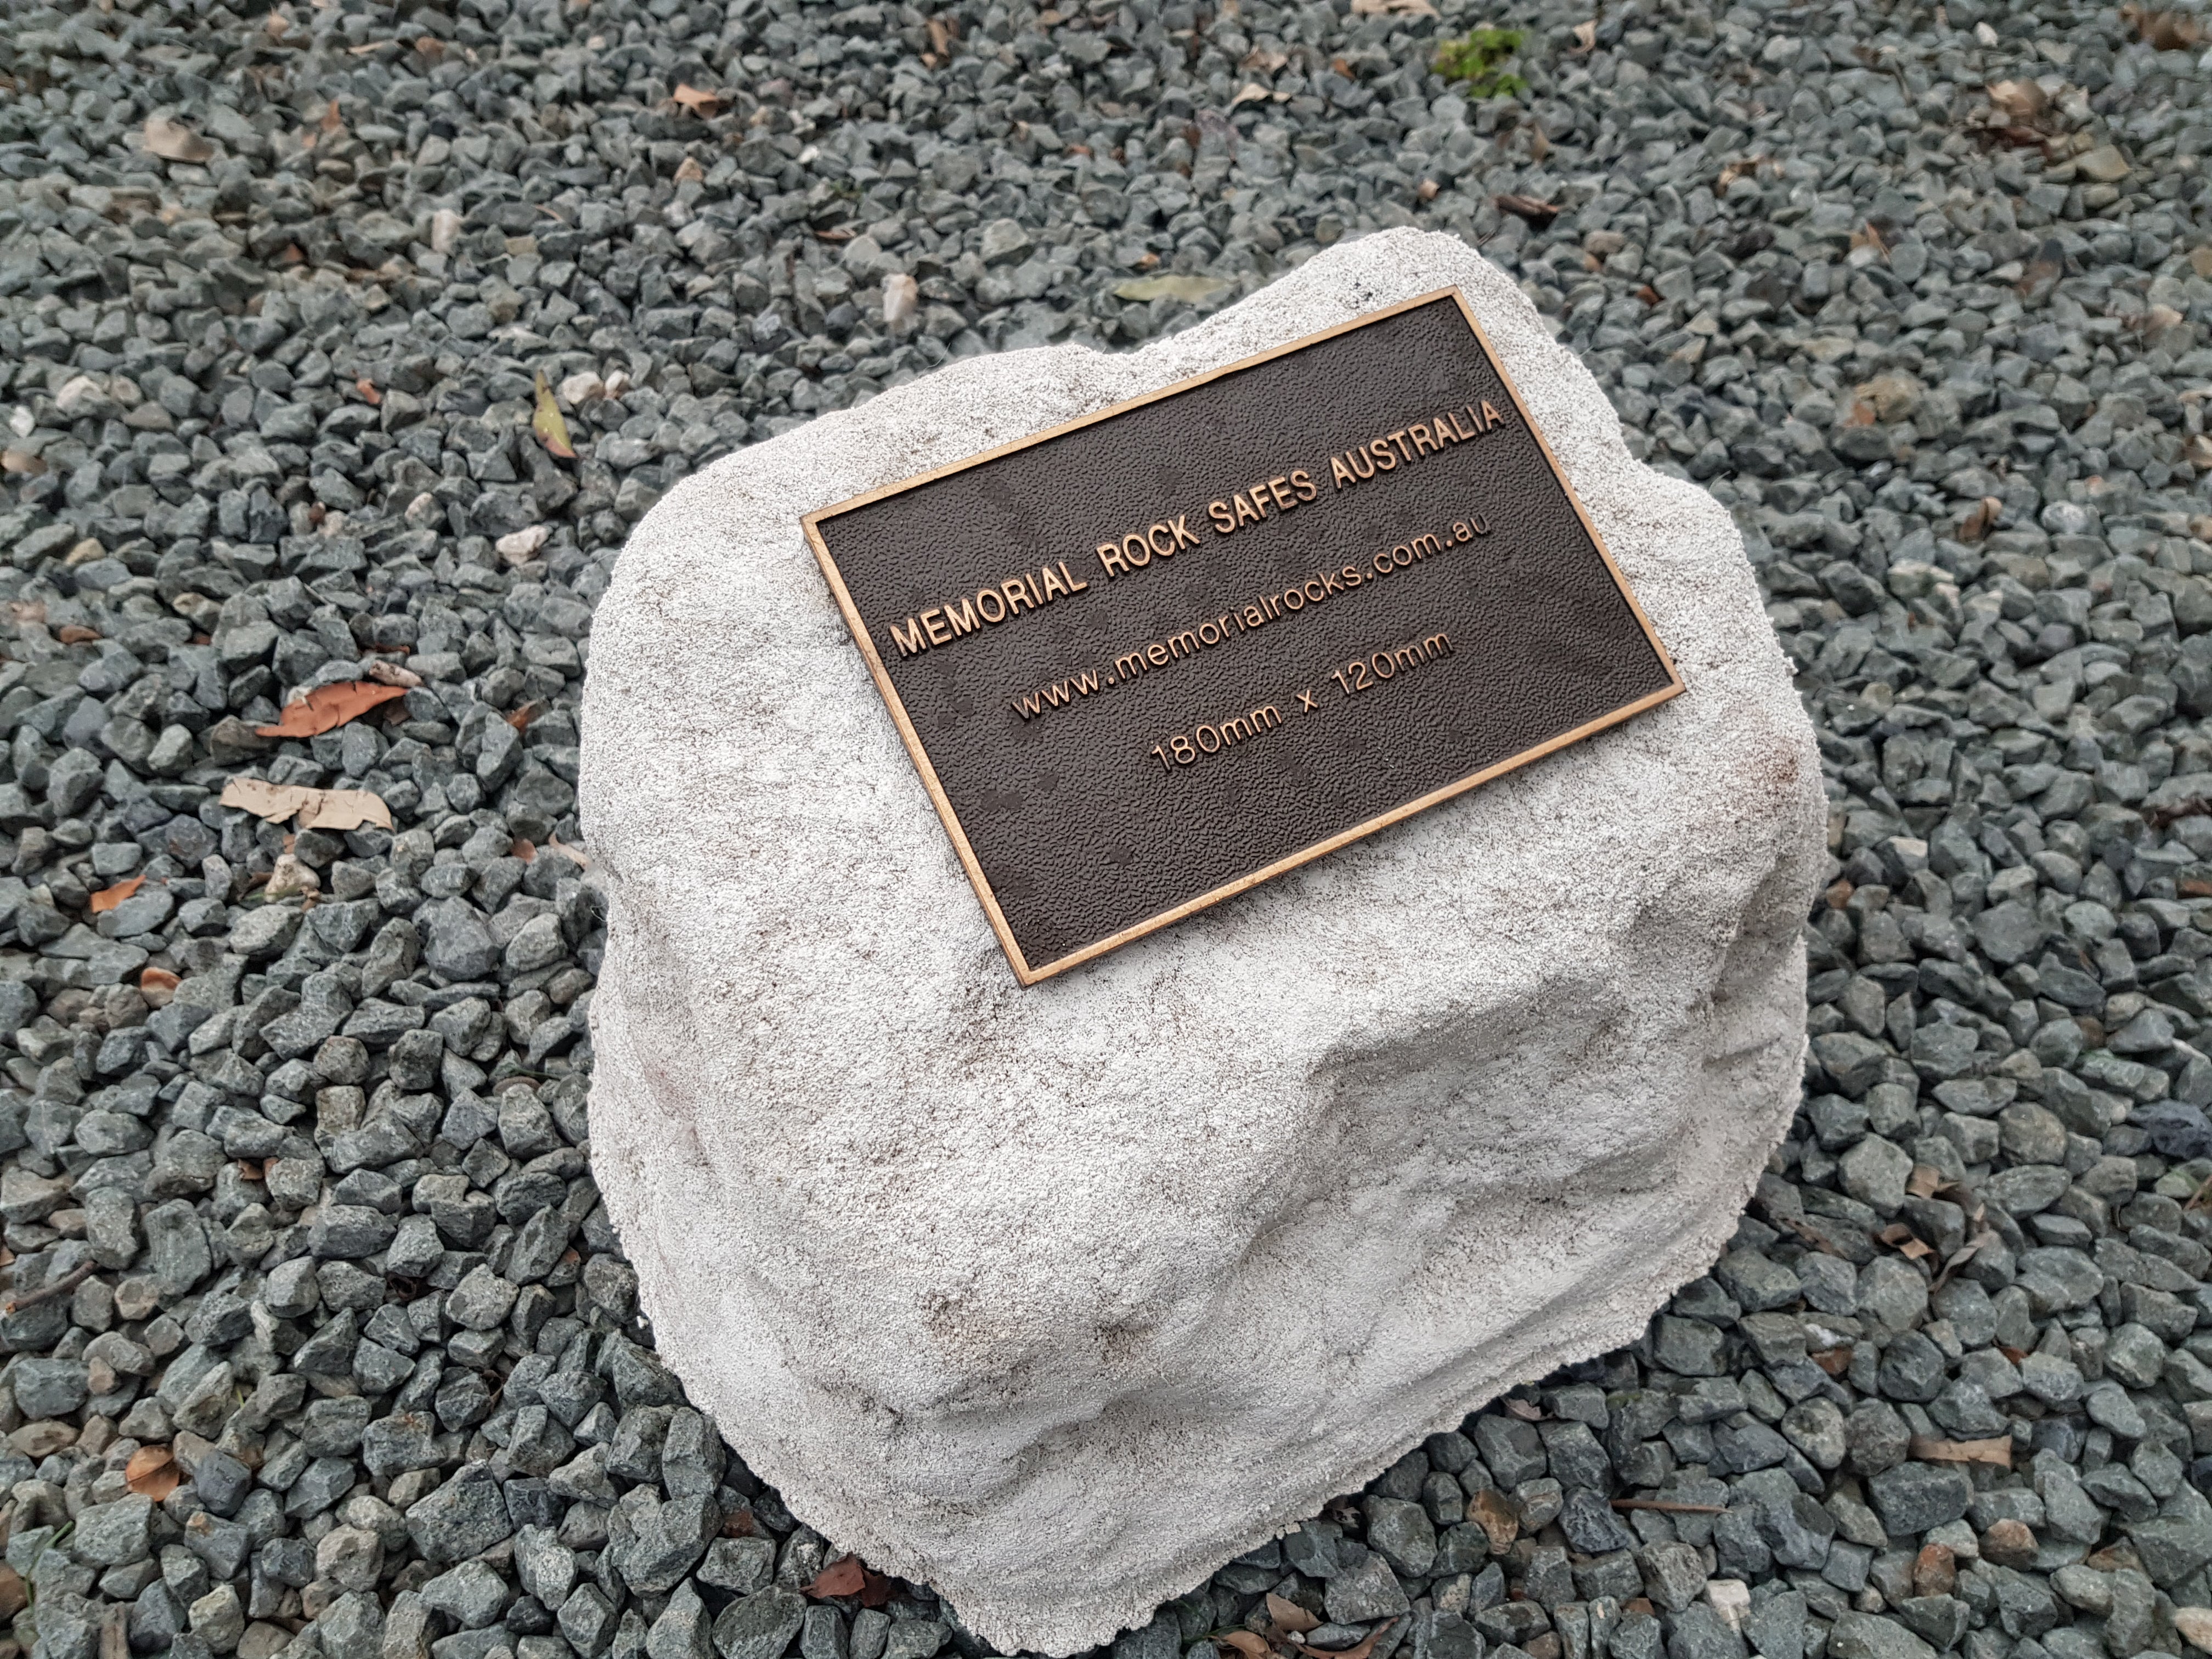 MEMORIAL ROCK SAFES AUSTRALIA
www.memorialrocks.com.au
180mm x 120mm